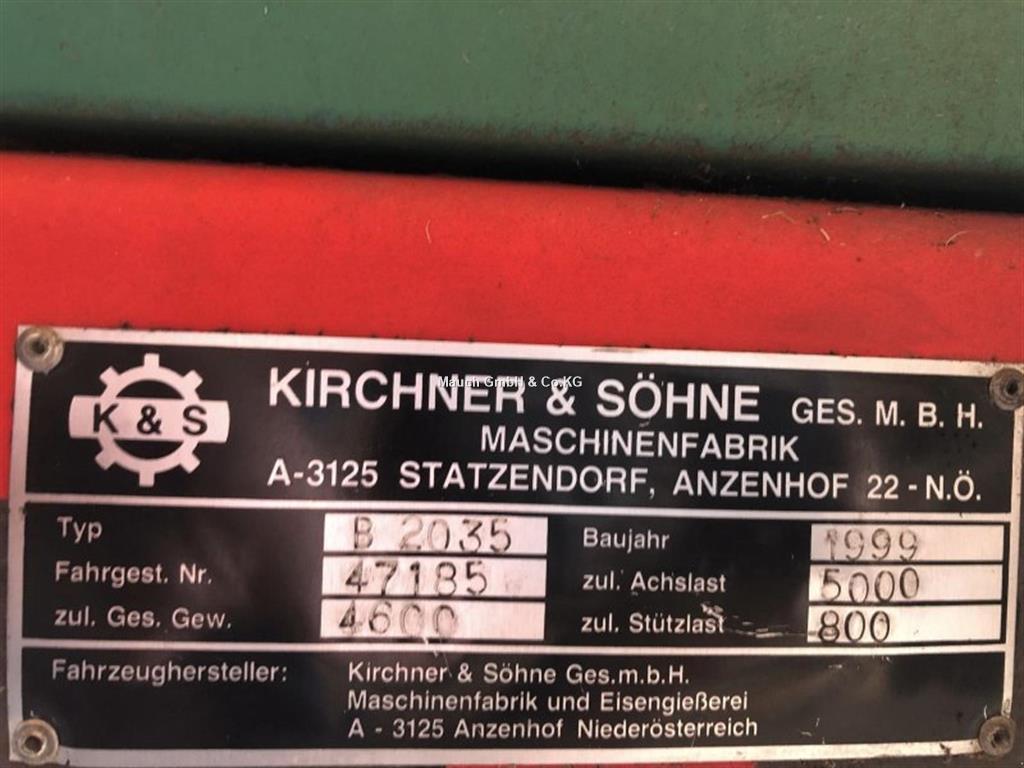 Mauch GmbH & Co.KG
K & S
KIRCHNER & SÖHNE GES. M. B. H.
MASCHINENFABRIK
A-3125 STATZENDORF, ANZENHOF 22 - N.Ö.
Typ B 2035 Baujahr 1999
Fahrgest. Nr. 47185 zul. Achslast 5000
zul. Ges. Gew. 4600 zul. Stützlast 800
Fahrzeughersteller: Kirchner & Söhne Ges.m.b.H.
Maschinenfabrik und Eisengießerei
A - 3125 Anzenhof Niederösterreich